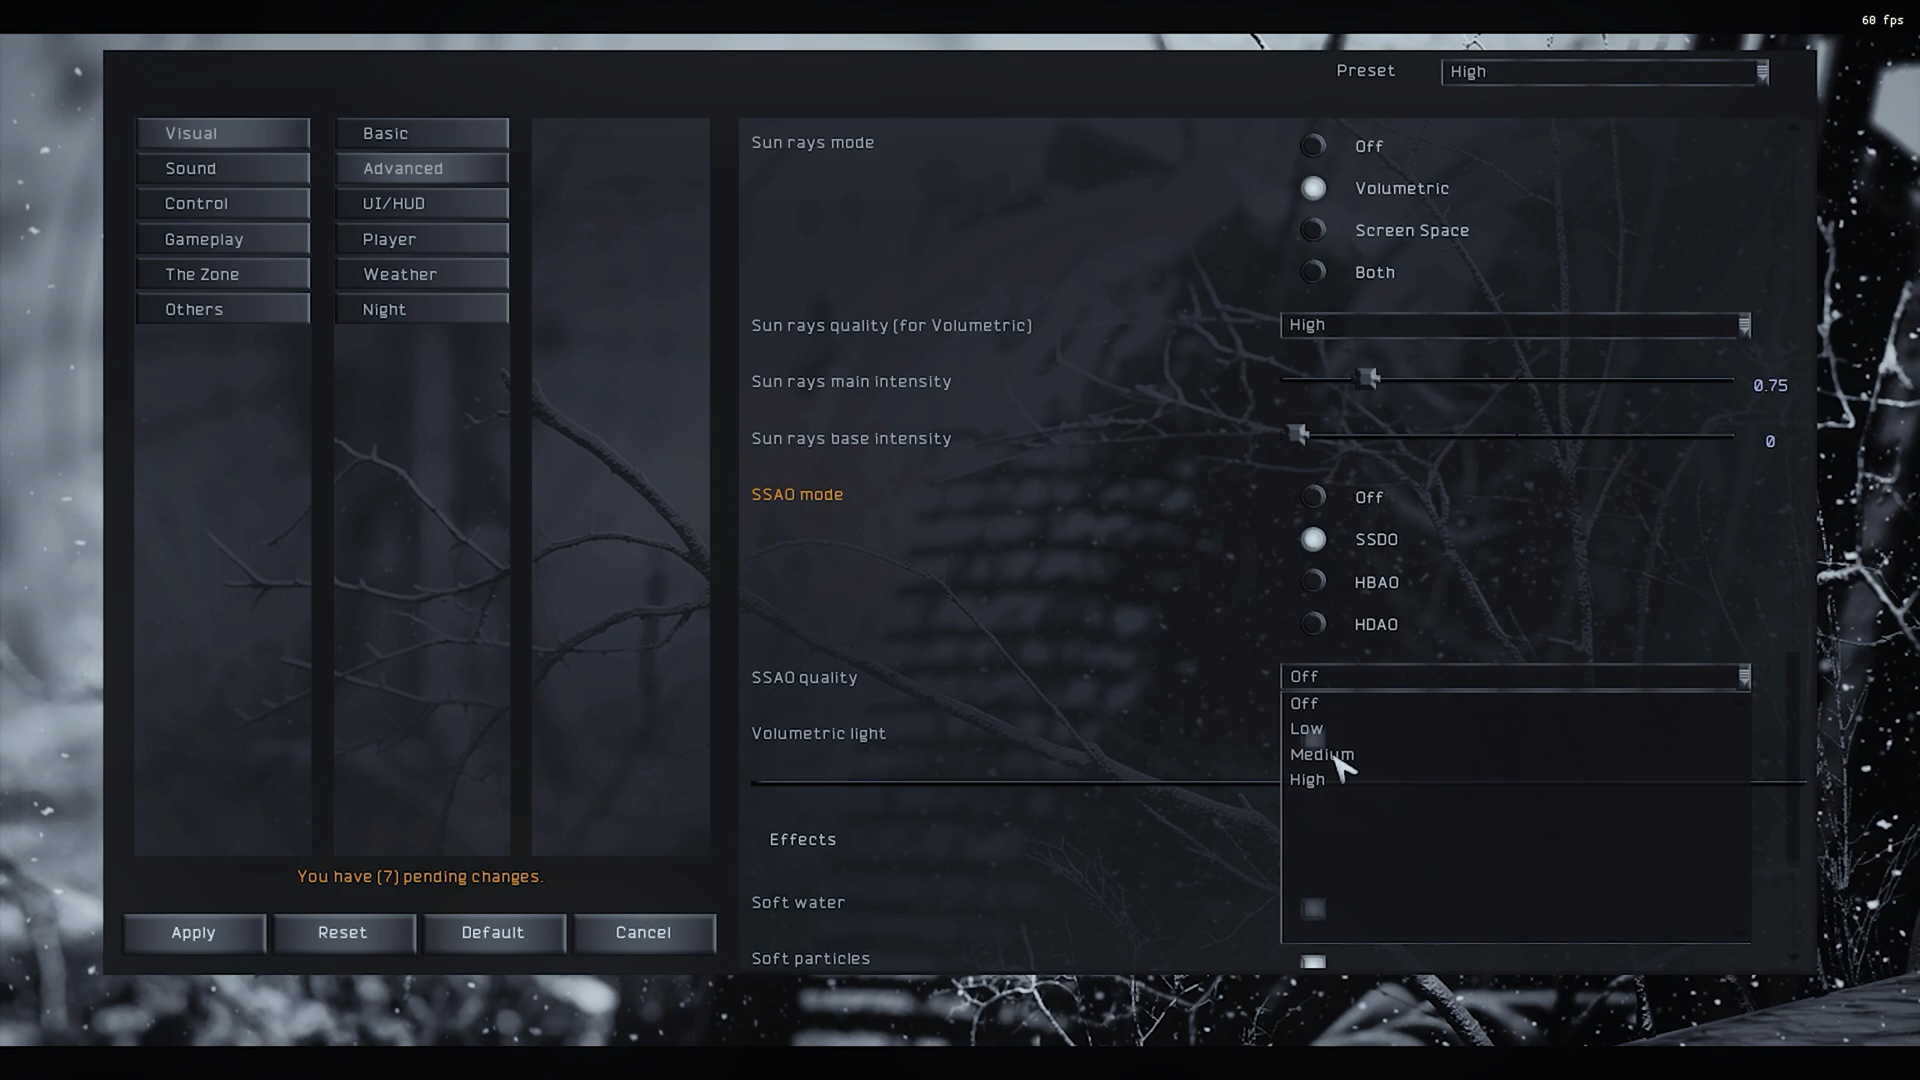 60 fps
Preset High
Visual
Sound
Control
Gameplay
The Zone
Others
Basic
Advanced
UI/HUD
Player
Weather
Night
Sun rays mode
Off
Volumetric
Screen Space
Both
Sun rays quality (for Volumetric) High
Sun rays main intensity 0.75
Sun rays base intensity 0
SSAO mode
Off
SSDO
HBAO
HDAO
SSAO quality Off
Off
Low
Medium
High
Volumetric light
Effects
Soft water
Soft particles
You have (7) pending changes.
Apply Reset Default Cancel